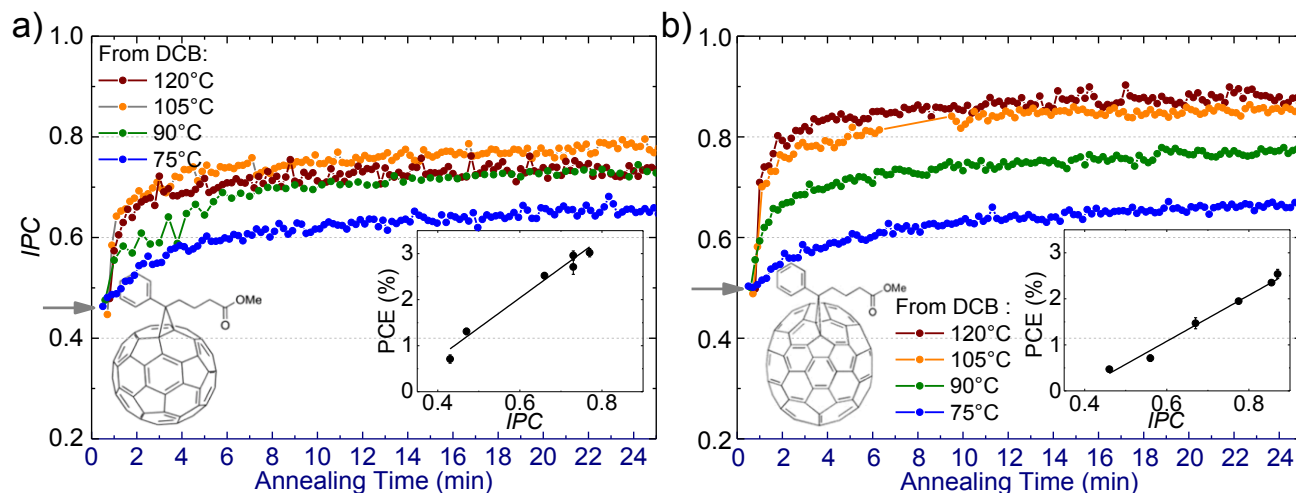 a)
1.0
0.8
0.6
0.4
0.2
IPC
From DCB:
120°C
105°C
90°C
75°C
OMe
O
PCE (%)
3
2
1
0
0.4 0.6 0.8
IPC
0 2 4 6 8 10 12 14 16 18 20 22 24
Annealing Time (min)
b)
1.0
0.8
0.6
0.4
0.2
OMe
O
From DCB :
120°C
105°C
90°C
75°C
PCE (%)
3
2
1
0
0.4 0.6 0.8
IPC
0 2 4 6 8 10 12 14 16 18 20 22 24
Annealing Time (min)